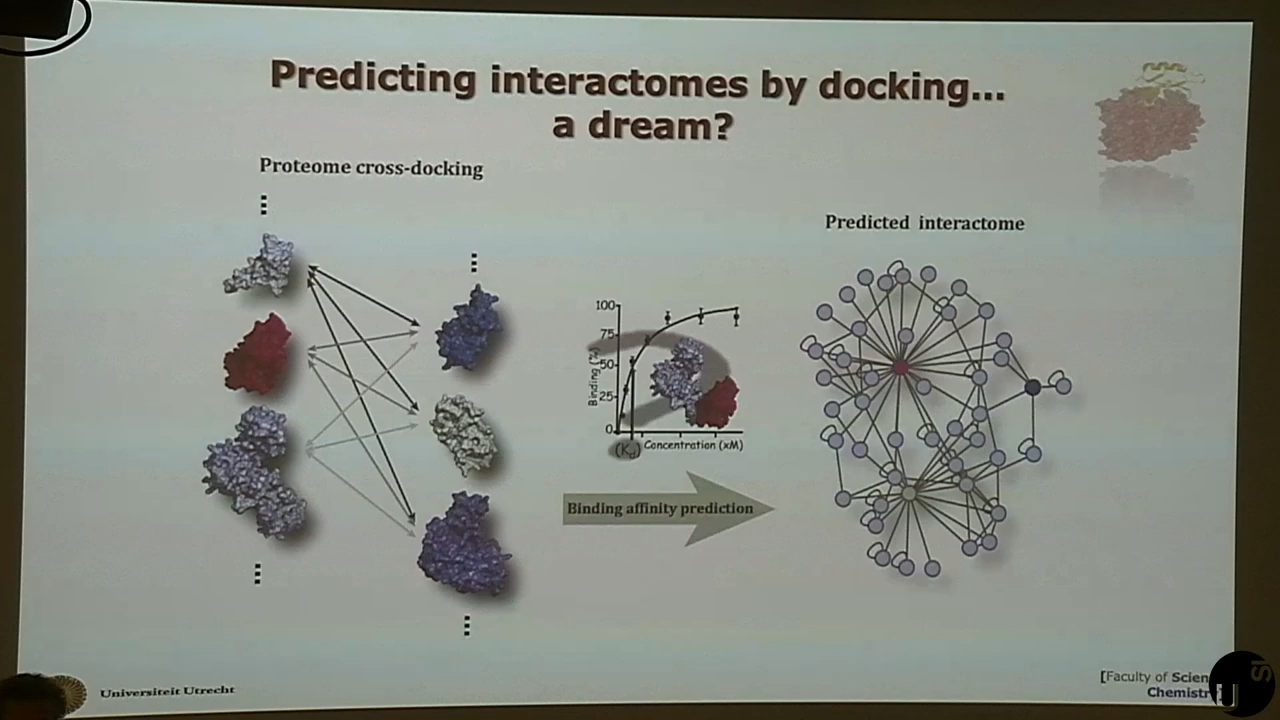 Predicting interactomes by docking...
a dream?
Proteome cross-docking
Predicted interactome
100
75
50
25
0
Binding (%)
(Kd)
Concentration (xM)
Binding affinity prediction
Universiteit Utrecht
[Faculty of
Chemistry